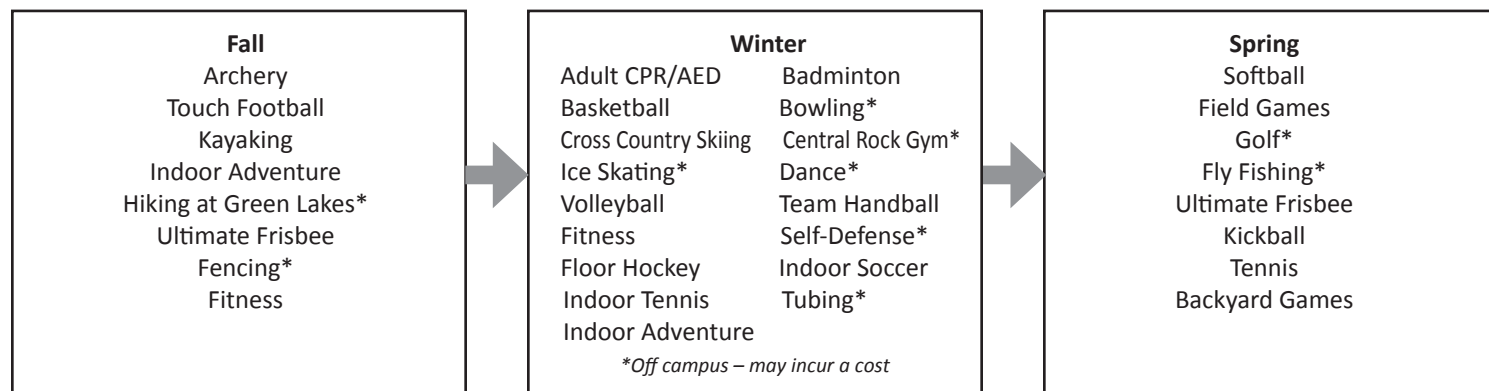 Fall
Archery
Touch Football
Kayaking
Indoor Adventure
Hiking at Green Lakes*
Ultimate Frisbee
Fencing*
Fitness
Winter
Adult CPR/AED
Basketball
Cross Country Skiing
Ice Skating*
Volleyball
Fitness
Floor Hockey
Indoor Tennis
Indoor Adventure
Badminton
Bowling*
Central Rock Gym*
Dance*
Team Handball
Self-Defense*
Indoor Soccer
Tubing*
*Off campus – may incur a cost
Spring
Softball
Field Games
Golf*
Fly Fishing*
Ultimate Frisbee
Kickball
Tennis
Backyard Games